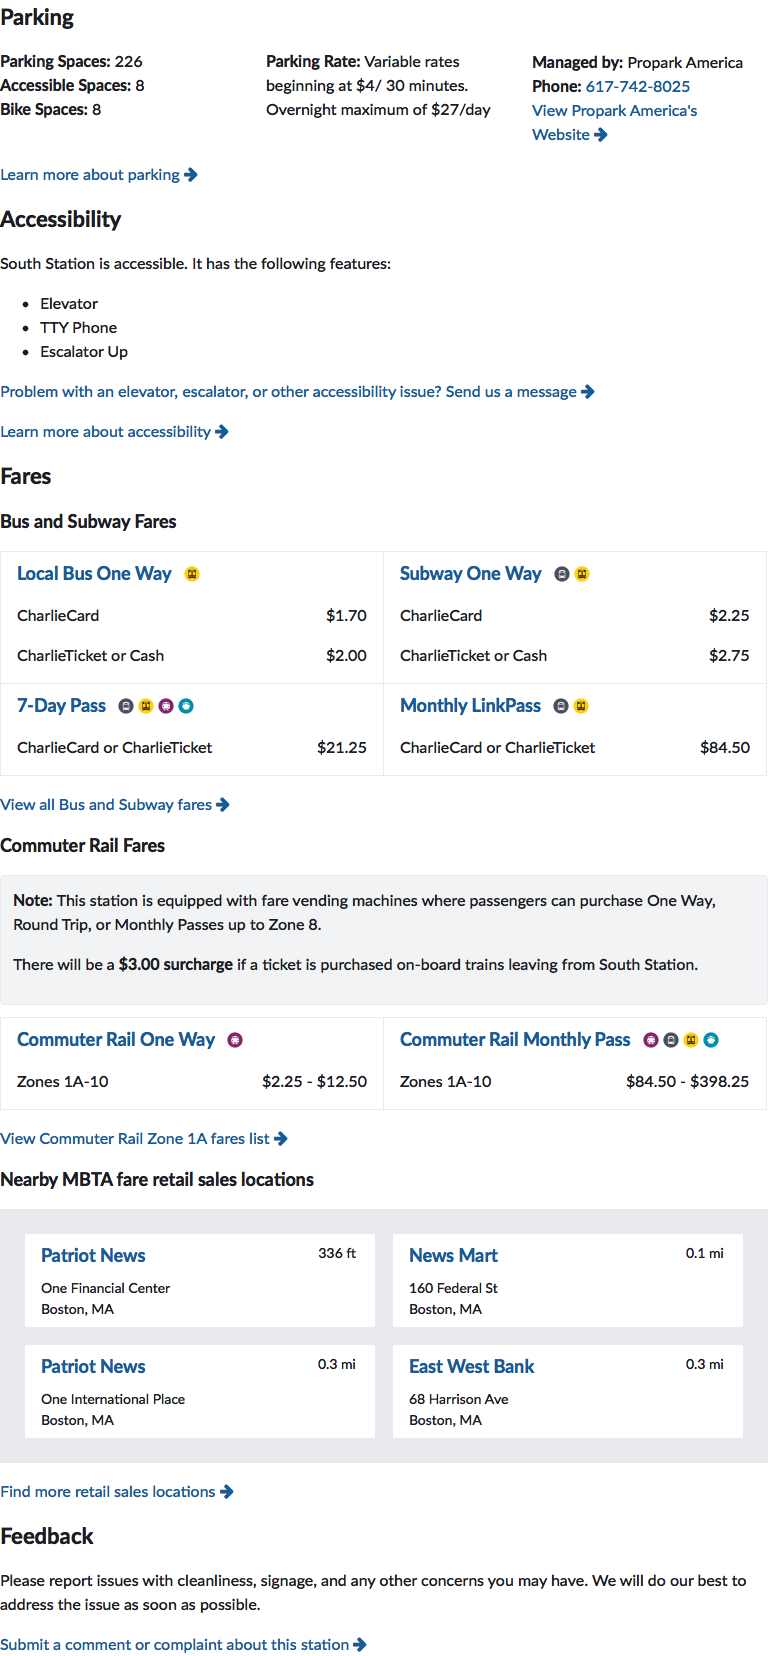 Parking
Parking Spaces: 226
Accessible Spaces: 8
Bike Spaces: 8
Parking Rate: Variable rates
beginning at $4/ 30 minutes.
Overnight maximum of $27/day
Managed by: Propark America
Phone: 617-742-8025
View Propark America's
Website
Learn more about parking
Accessibility
South Station is accessible. It has the following features:
Elevator
TTY Phone
Escalator Up
Problem with an elevator, escalator, or other accessibility issue? Send us a message
Learn more about accessibility
Fares
Bus and Subway Fares
Local Bus One Way
CharlieCard $1.70
CharlieTicket or Cash $2.00
Subway One Way
CharlieCard $2.25
CharlieTicket or Cash $2.75
7-Day Pass
CharlieCard or CharlieTicket $21.25
Monthly LinkPass
CharlieCard or CharlieTicket $84.50
View all Bus and Subway fares
Commuter Rail Fares
Note: This station is equipped with fare vending machines where passengers can purchase One Way,
Round Trip, or Monthly Passes up to Zone 8.
There will be a $3.00 surcharge if a ticket is purchased on-board trains leaving from South Station.
Commuter Rail One Way
Zones 1A-10 $2.25 - $12.50
Commuter Rail Monthly Pass
Zones 1A-10 $84.50 - $398.25
View Commuter Rail Zone 1A fares list
Nearby MBTA fare retail sales locations
Patriot News 336 ft
One Financial Center
Boston, MA
News Mart 0.1 mi
160 Federal St
Boston, MA
Patriot News 0.3 mi
One International Place
Boston, MA
East West Bank 0.3 mi
68 Harrison Ave
Boston, MA
Find more retail sales locations
Feedback
Please report issues with cleanliness, signage, and any other concerns you may have. We will do our best to
address the issue as soon as possible.
Submit a comment or complaint about this station